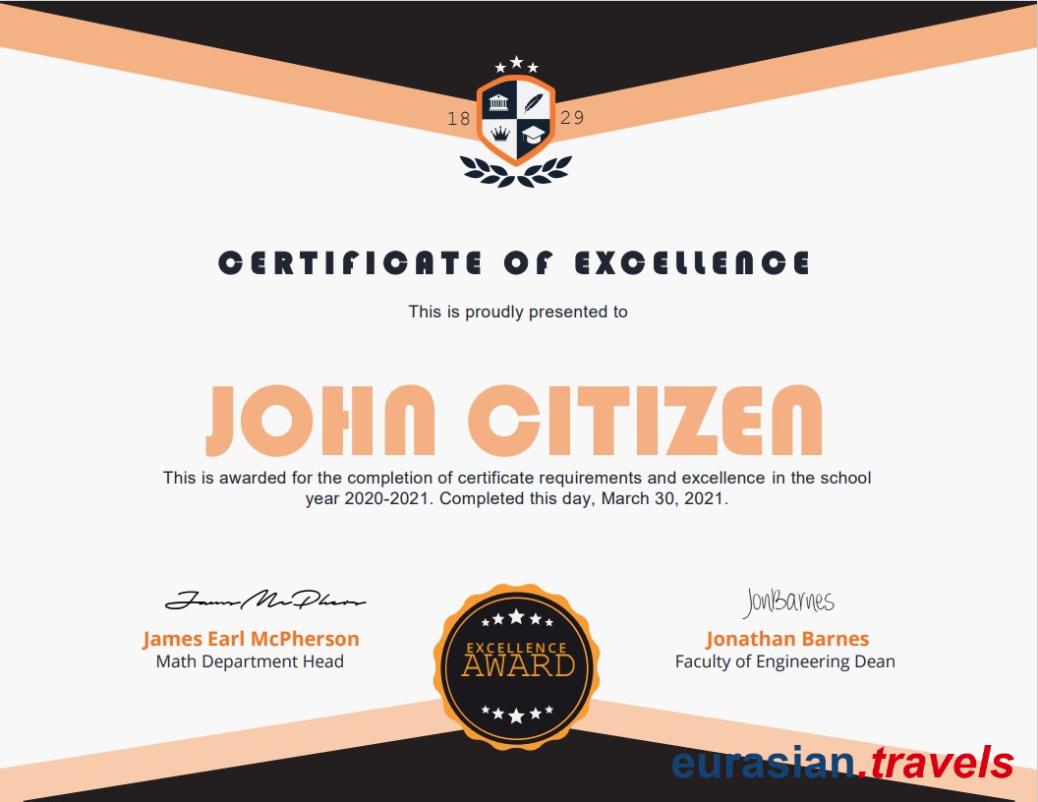 18 29
CERTIFICATE OF EXCELLENCE
This is proudly presented to
JOHN CITIZEN
This is awarded for the completion of certificate requirements and excellence in the school
year 2020-2021. Completed this day, March 30, 2021.
James McPhers
JonBarnes
James Earl McPherson
Math Department Head
EXCELLENCE
AWARD
Jonathan Barnes
Faculty of Engineering Dean
eurasian.travels